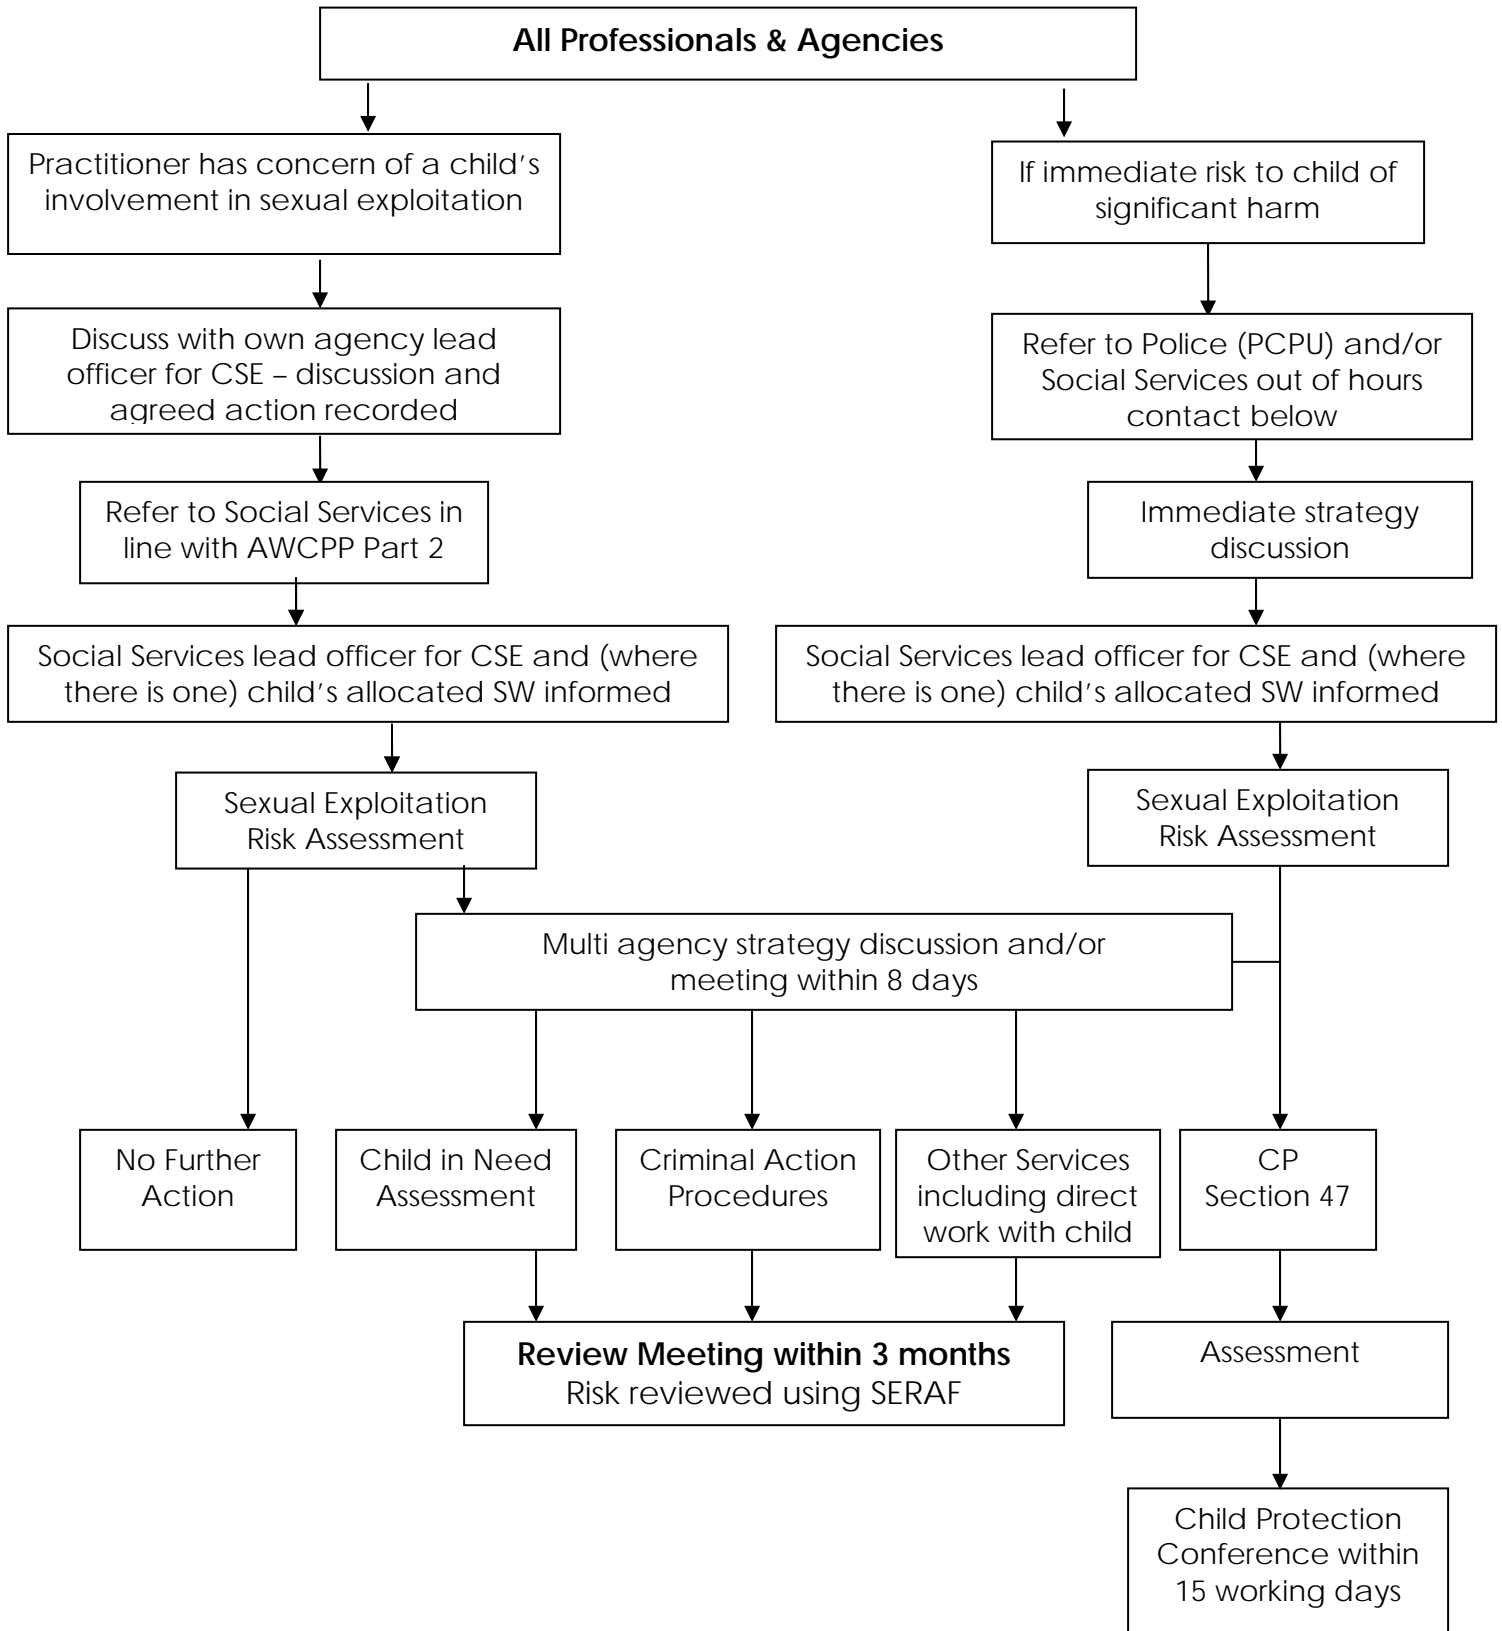 All Professionals & Agencies
Practitioner has concern of a child's
involvement in sexual exploitation
If immediate risk to child of
significant harm
Discuss with own agency lead
officer for CSE – discussion and
agreed action recorded
Refer to Police (PCPU) and/or
Social Services out of hours
contact below
Refer to Social Services in
line with AWCPP Part 2
Immediate strategy
discussion
Social Services lead officer for CSE and (where
there is one) child's allocated SW informed
Social Services lead officer for CSE and (where
there is one) child's allocated SW informed
Sexual Exploitation
Risk Assessment
Sexual Exploitation
Risk Assessment
Multi agency strategy discussion and/or
meeting within 8 days
No Further
Action
Child in Need
Assessment
Criminal Action
Procedures
Other Services
including direct
work with child
CP
Section 47
Review Meeting within 3 months
Risk reviewed using SERAF
Assessment
Child Protection
Conference within
15 working days